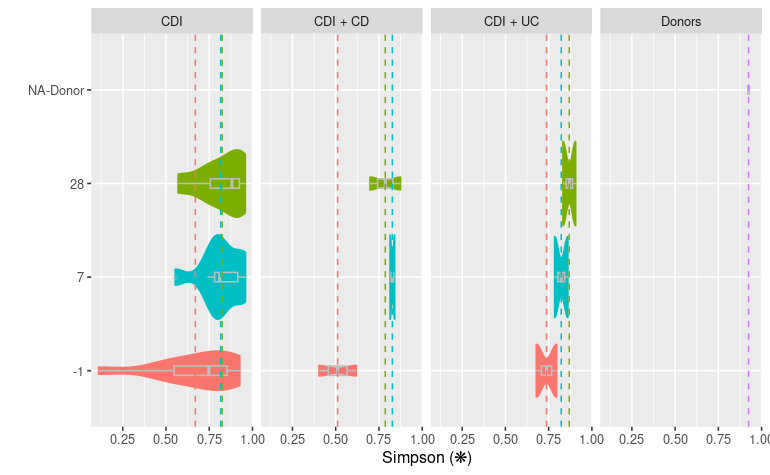 CDI CDI + CD CDI + UC Donors
NA-Donor
28
7
-1
0.25 0.50 0.75 1.00 0.25 0.50 0.75 1.00 0.25 0.50 0.75 1.00 0.25 0.50 0.75 1.00
Simpson (❋)